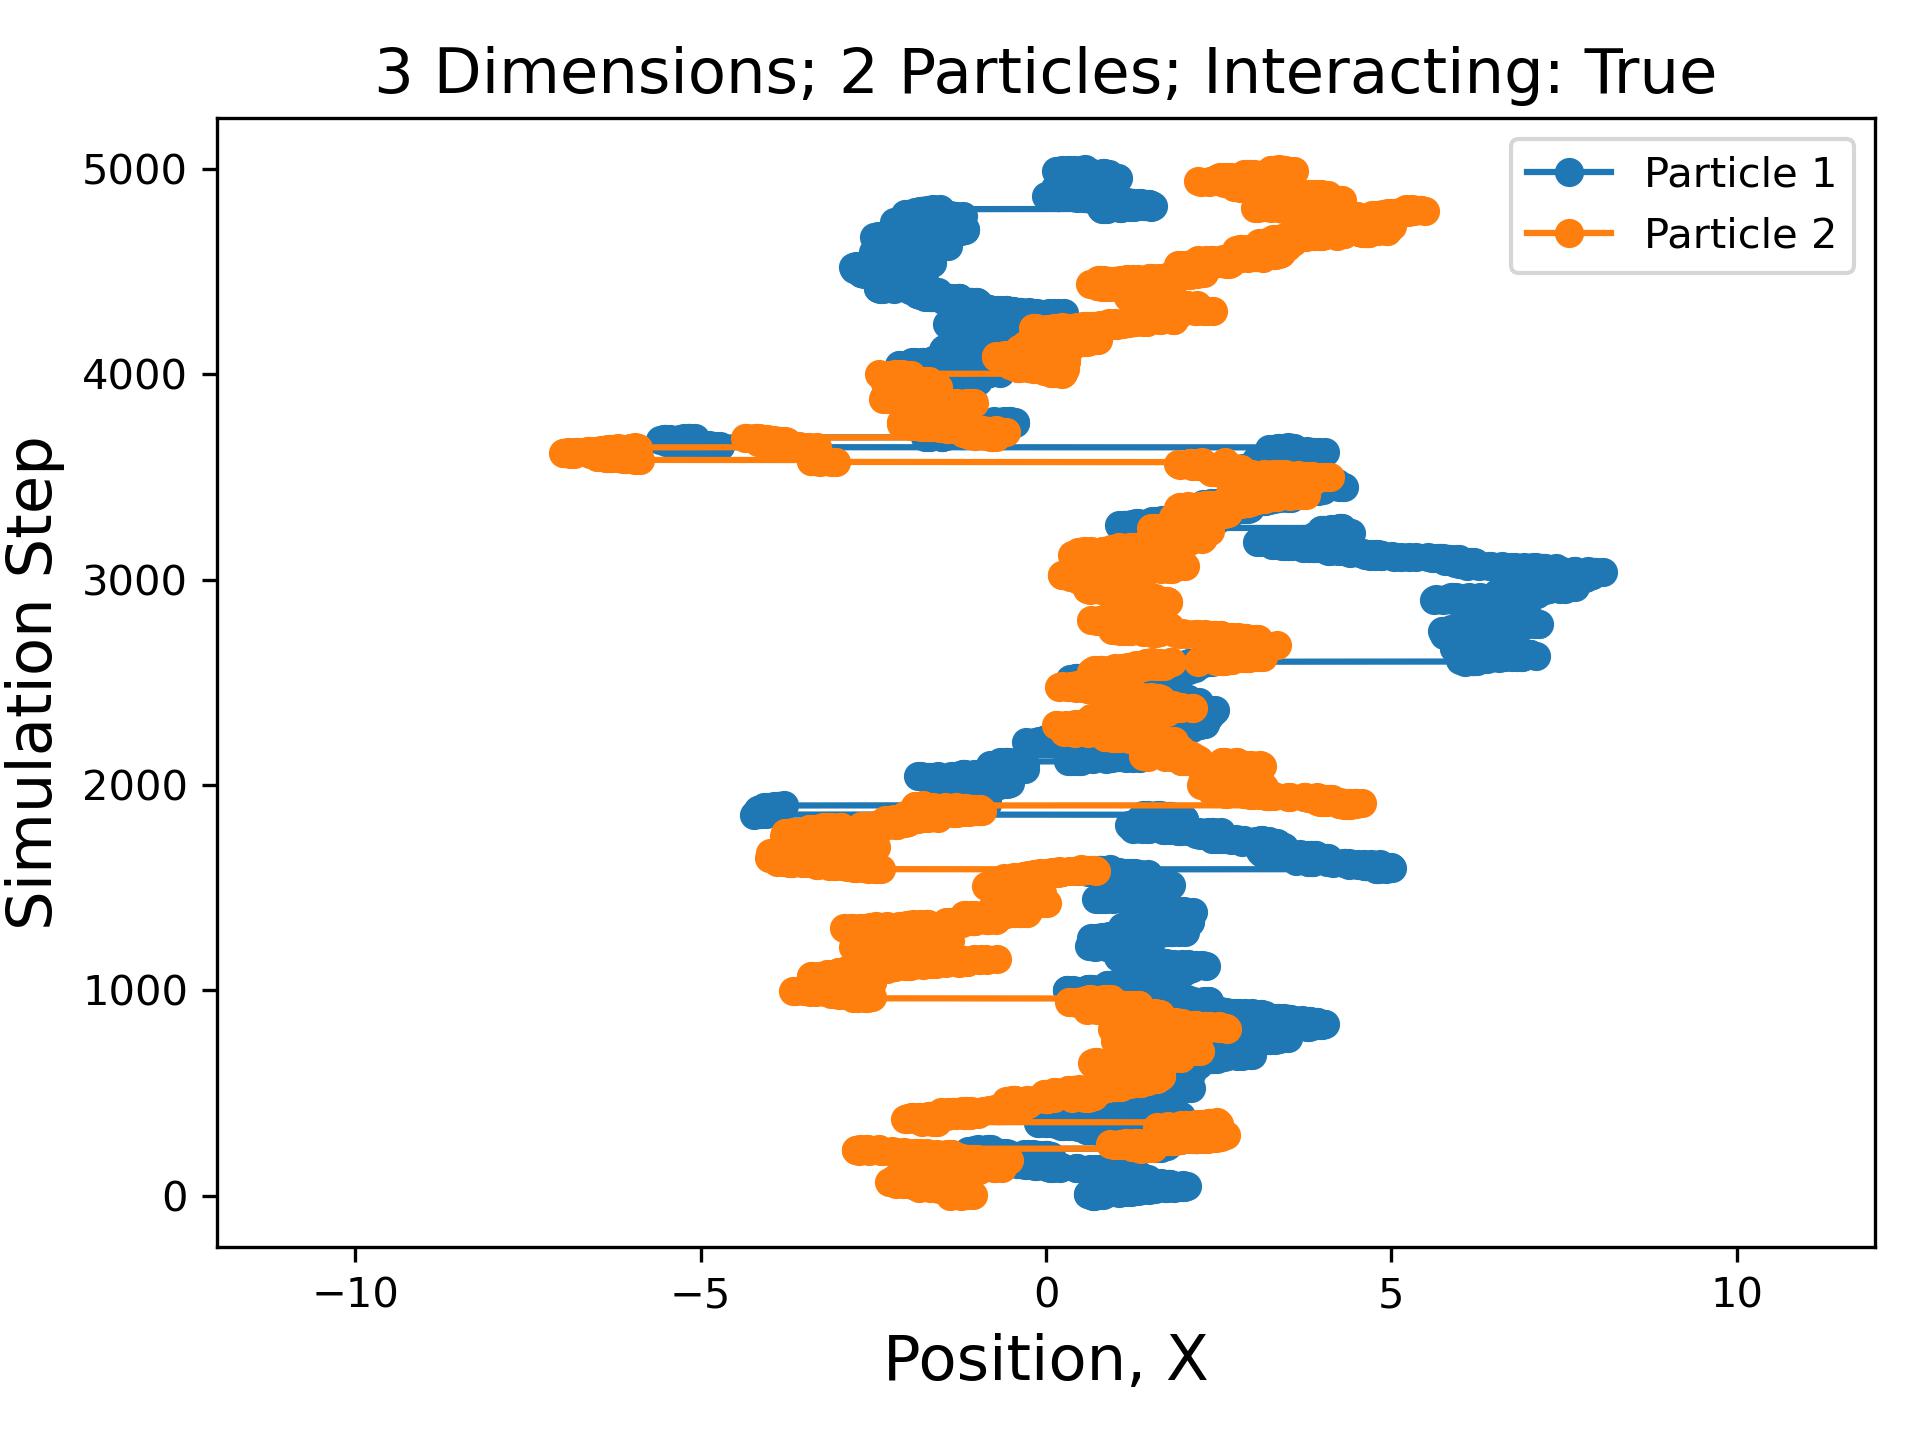 3 Dimensions; 2 Particles; Interacting: True
Particle 1
Particle 2
Simulation Step
5000
4000
3000
2000
1000
0
−10
−5
0
5
10
Position, X